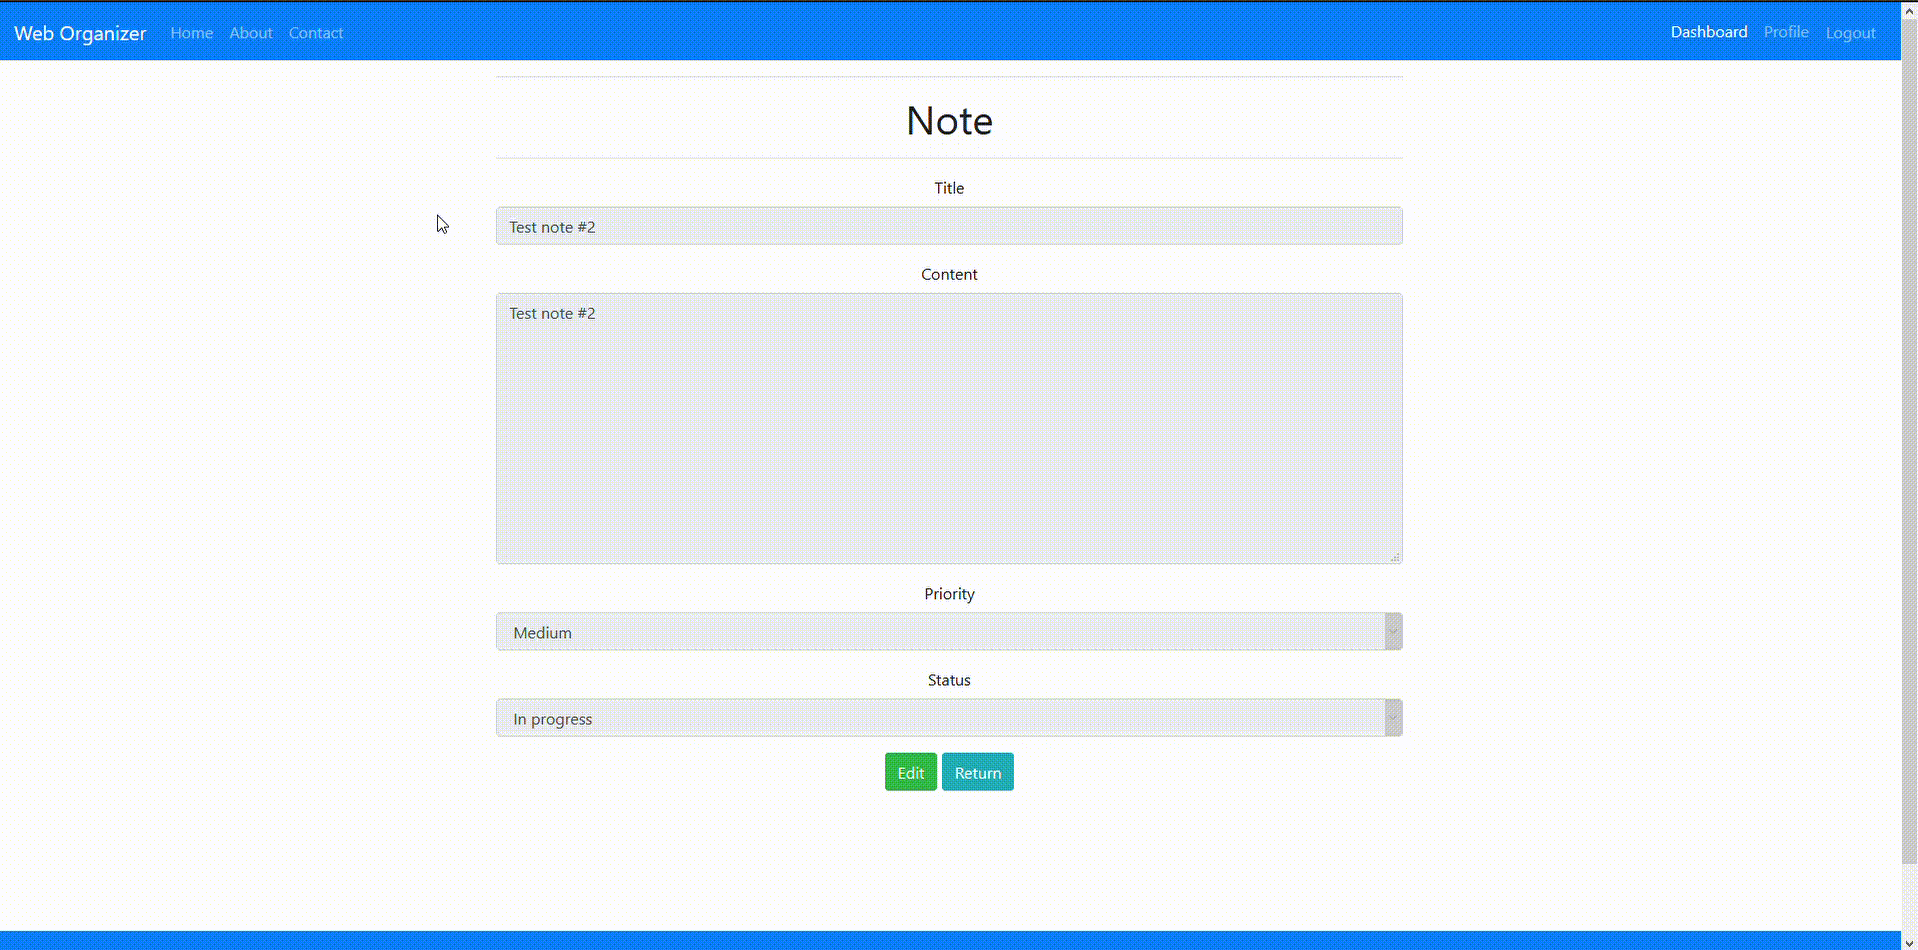 Web Organizer Home About Contact Dashboard Profile Logout
Note
Title
Test note #2
Content
Test note #2
Priority
Medium
Status
In progress
Edit Return